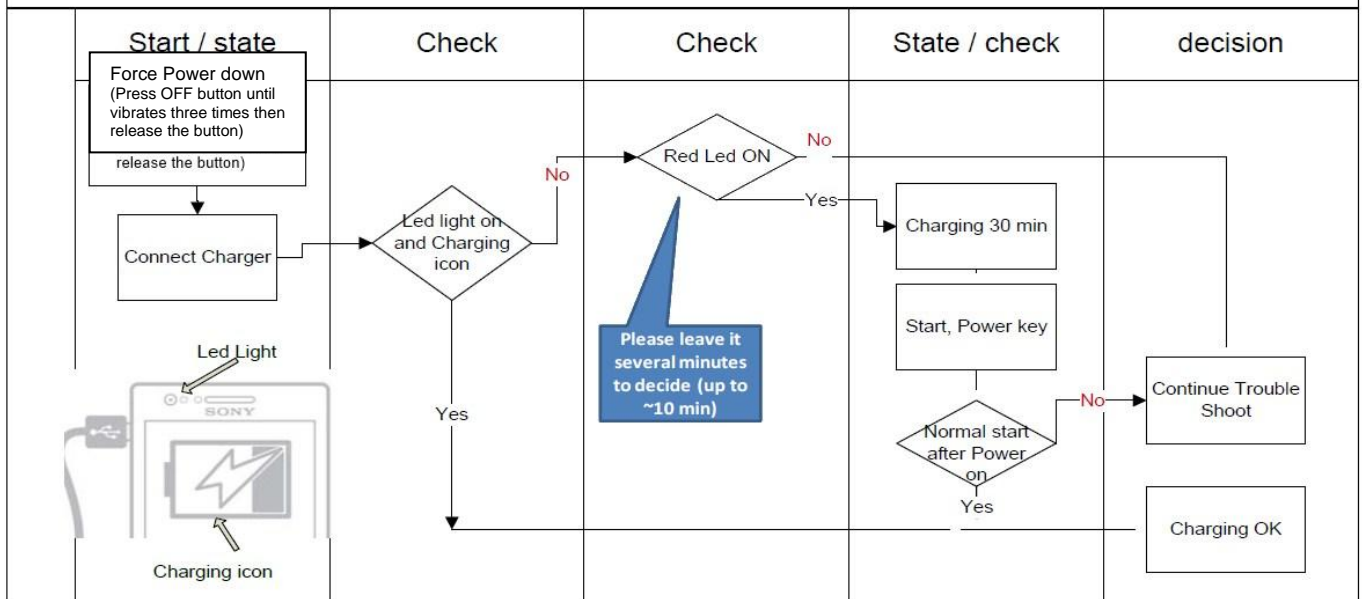 Start / state
Check
Check
State / check
decision
Force Power down
(Press OFF button until
vibrates three times then
release the button)
release the button)
Connect Charger
Led light on
and Charging
icon
No
Yes
Red Led ON
No
Yes
Please leave it
several minutes
to decide (up to
~10 min)
Charging 30 min
Start, Power key
Normal start
after Power
on
No
Yes
Continue Trouble
Shoot
Charging OK
Led Light
SONY
Charging icon